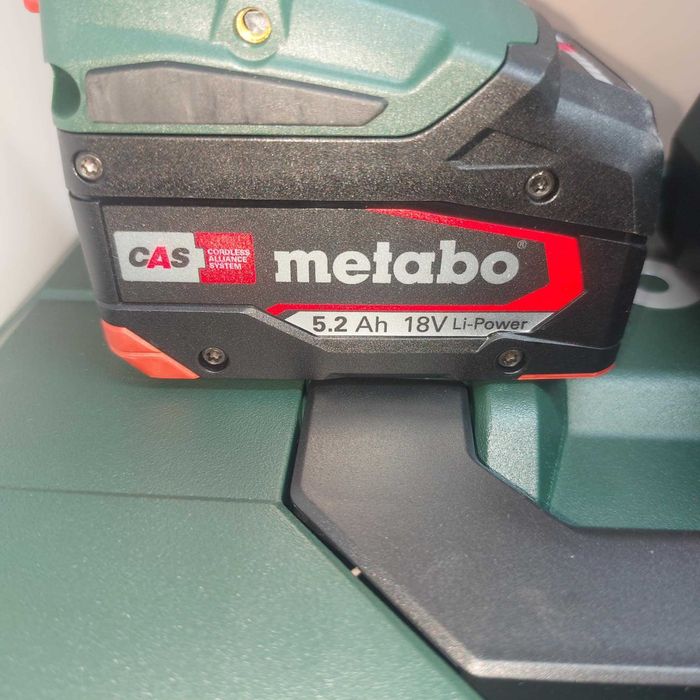 CAS
CORDLESS
ALLIANCE
SYSTEM
metabo®
5.2 Ah 18V Li-Power